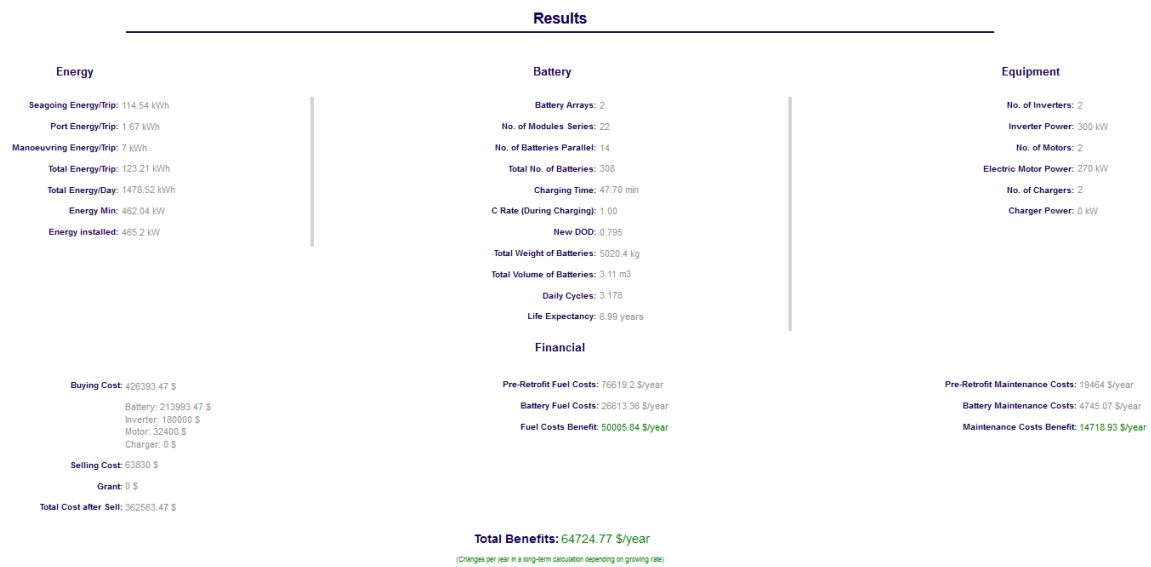 Results
Energy
Seagoing Energy/Trip: 114.54 kWh
Port Energy/Trip: 1.67 kWh
Manoeuvring Energy/Trip: 7 kWh
Total Energy/Trip: 123.21 kWh
Total Energy/Day: 1478.52 kWh
Energy Min: 462.04 kW
Energy installed: 465.2 kW
Battery
Battery Arrays: 2
No. of Modules Series: 22
No. of Batteries Parallel: 14
Total No. of Batteries: 308
Charging Time: 47.70 min
C Rate (During Charging): 1.00
New DOD: 0.795
Total Weight of Batteries: 5020.4 kg
Total Volume of Batteries: 3.11 m3
Daily Cycles: 3.178
Life Expectancy: 6.99 years
Equipment
No. of Inverters: 2
Inverter Power: 300 kW
No. of Motors: 2
Electric Motor Power: 270 kW
No. of Chargers: 2
Charger Power: 0 kW
Financial
Buying Cost: 426393.47 $
Battery: 213993.47 $
Inverter: 180000 $
Motor: 32400 $
Charger: 0 $
Selling Cost: 63830 $
Grant: 0 $
Total Cost after Sell: 362563.47 $
Pre-Retrofit Fuel Costs: 76619.2 $/year
Battery Fuel Costs: 26613.36 $/year
Fuel Costs Benefit: 50005.84 $/year
Pre-Retrofit Maintenance Costs: 19464 $/year
Battery Maintenance Costs: 4745.07 $/year
Maintenance Costs Benefit: 14718.93 $/year
Total Benefits: 64724.77 $/year
(Changes per year in a long-term calculation depending on growing rate)